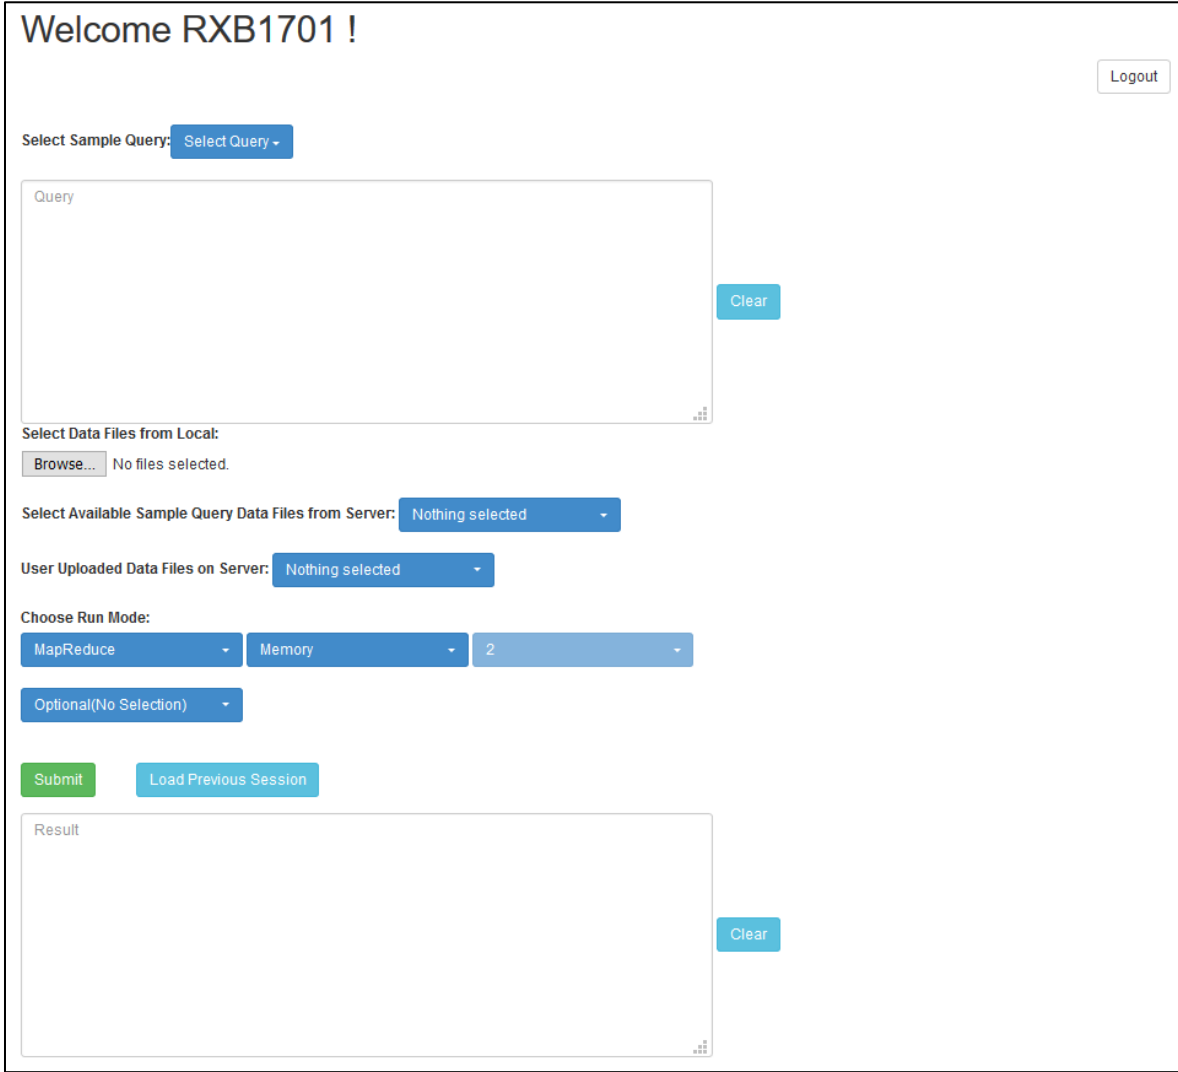 Welcome RXB1701 !
Logout
Select Sample Query: Select Query
Query
Clear
Select Data Files from Local:
Browse... No files selected.
Select Available Sample Query Data Files from Server: Nothing selected
User Uploaded Data Files on Server: Nothing selected
Choose Run Mode:
MapReduce Memory 2
Optional(No Selection)
Submit Load Previous Session
Result
Clear